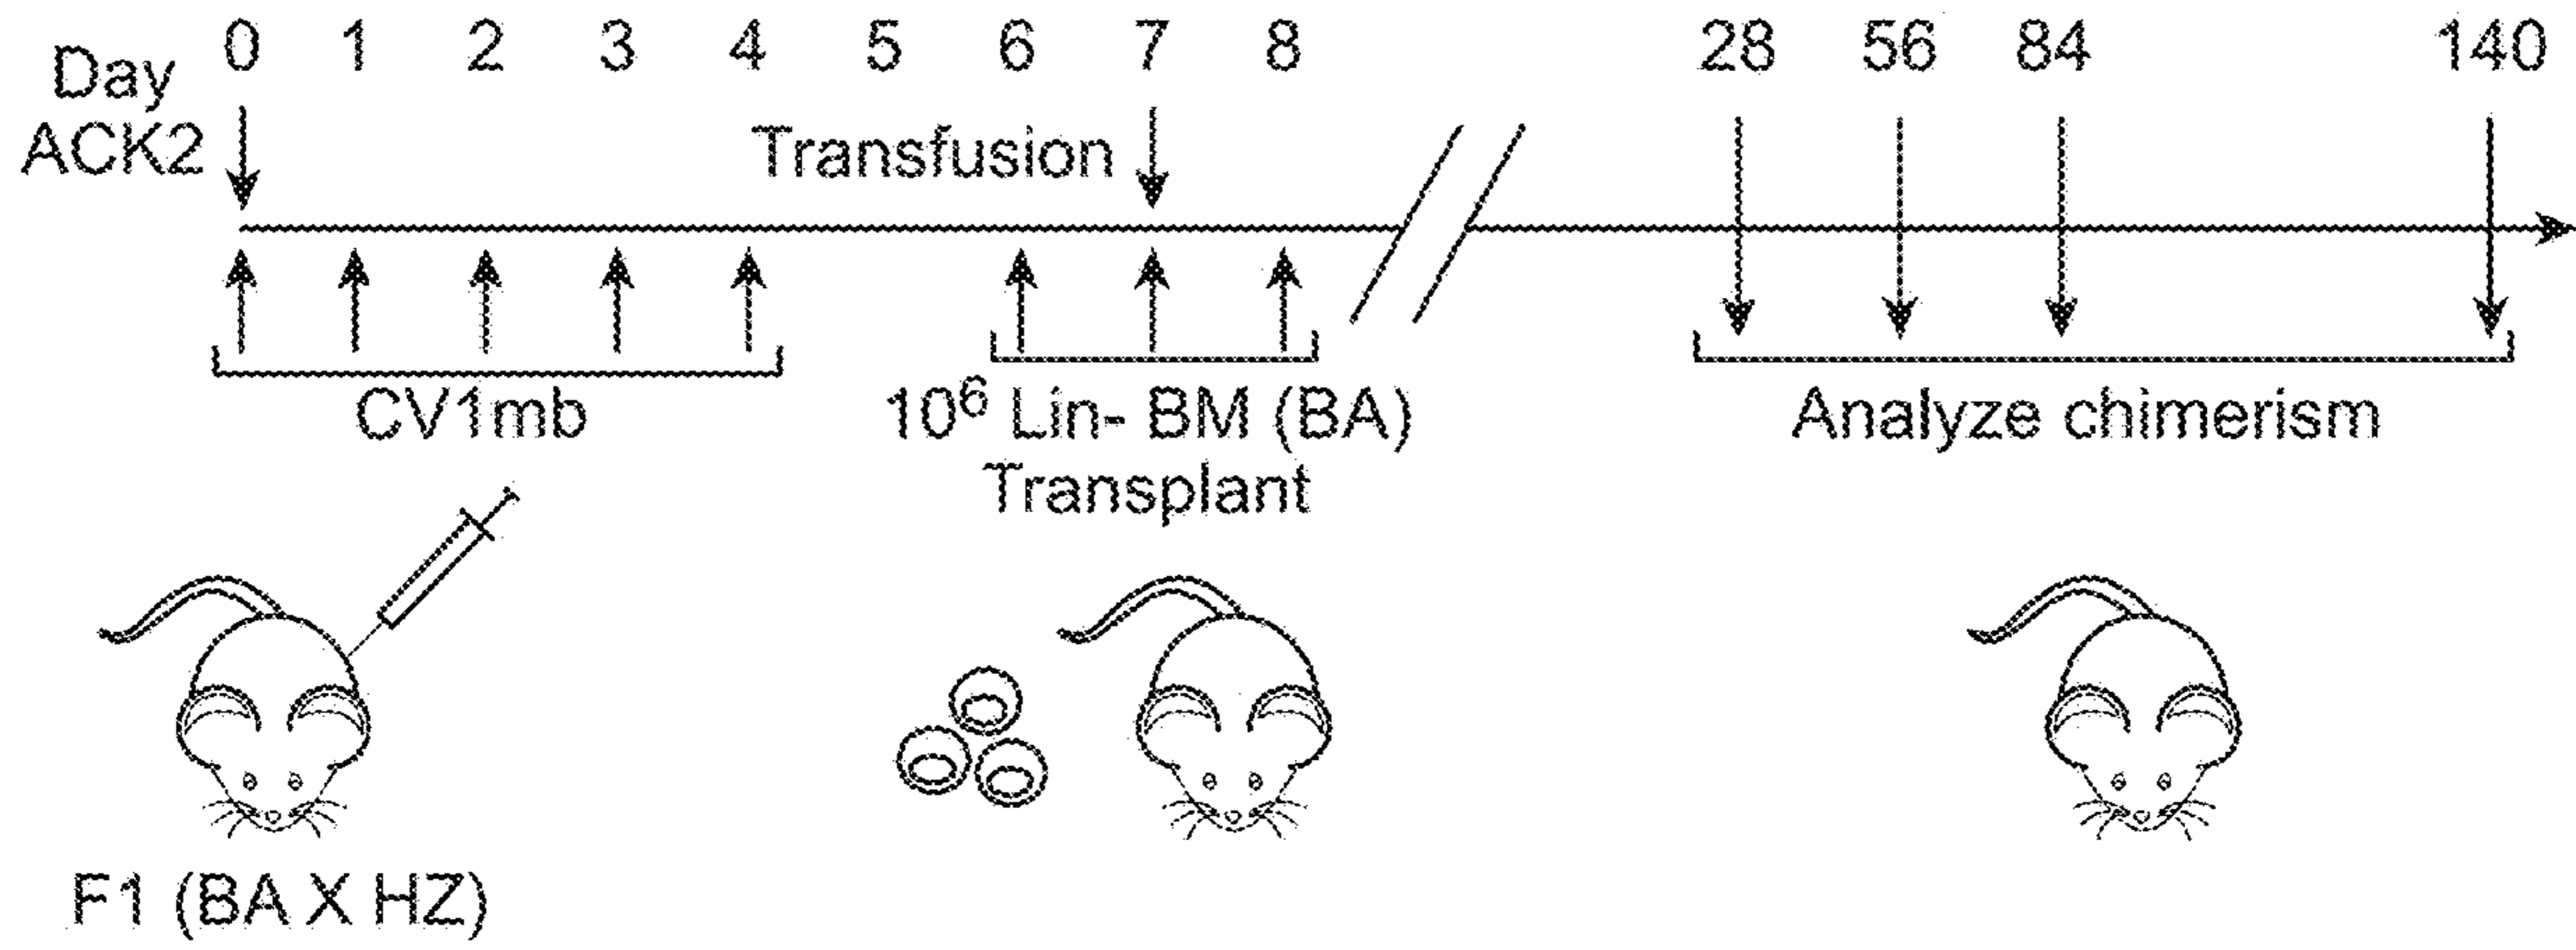 Day 0 1 2 3 4 5 6 7 8 28 56 84 140
ACK2 Transfusion
CV1mb 10⁶ Lin- BM (BA) Analyze chimerism
Transplant
F1 (BA X HZ)